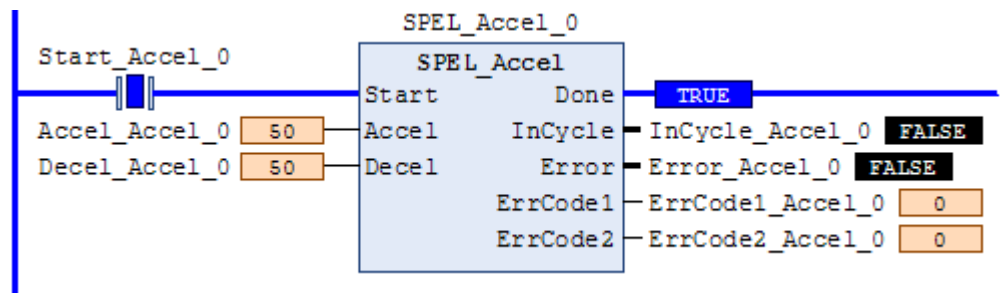 SPEL_Accel_0
Start_Accel_0
SPEL_Accel
Start Done TRUE
Accel_Accel_0 50 Accel InCycle InCycle_Accel_0 FALSE
Decel_Accel_0 50 Decel Error Error_Accel_0 FALSE
ErrCode1 ErrCode1_Accel_0 0
ErrCode2 ErrCode2_Accel_0 0